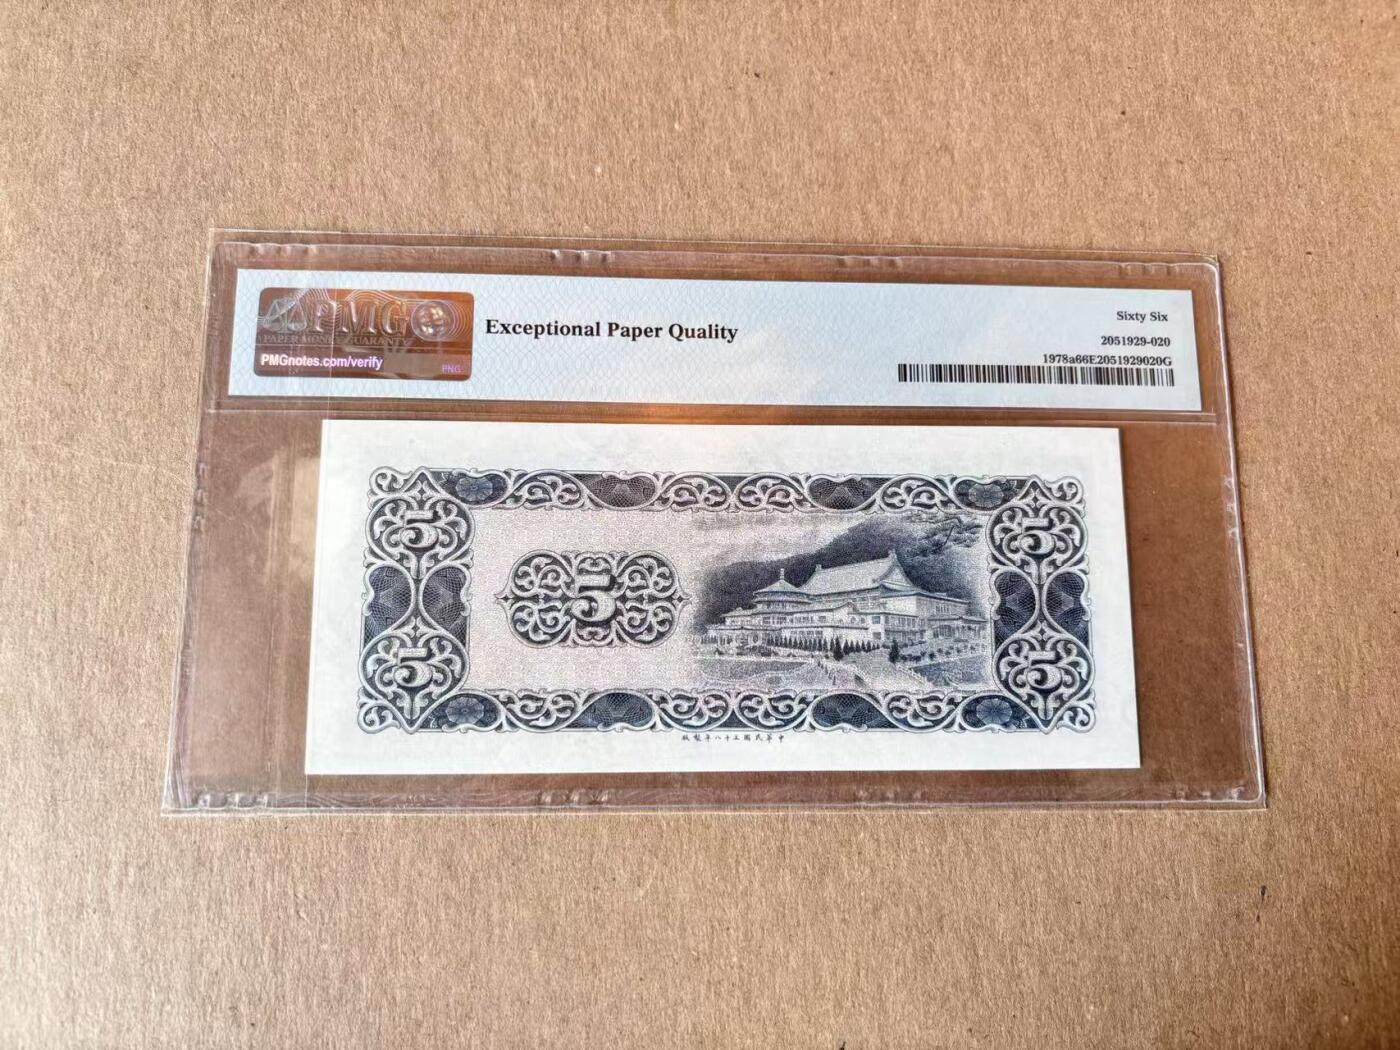 PMG
PAPER MONEY GUARANTY
PMGnotes.com/verify
PNG
Exceptional Paper Quality
Sixty Six
2051929-020
1978a66E2051929020G
5
5
5
5
5
版製年八十五國民華中